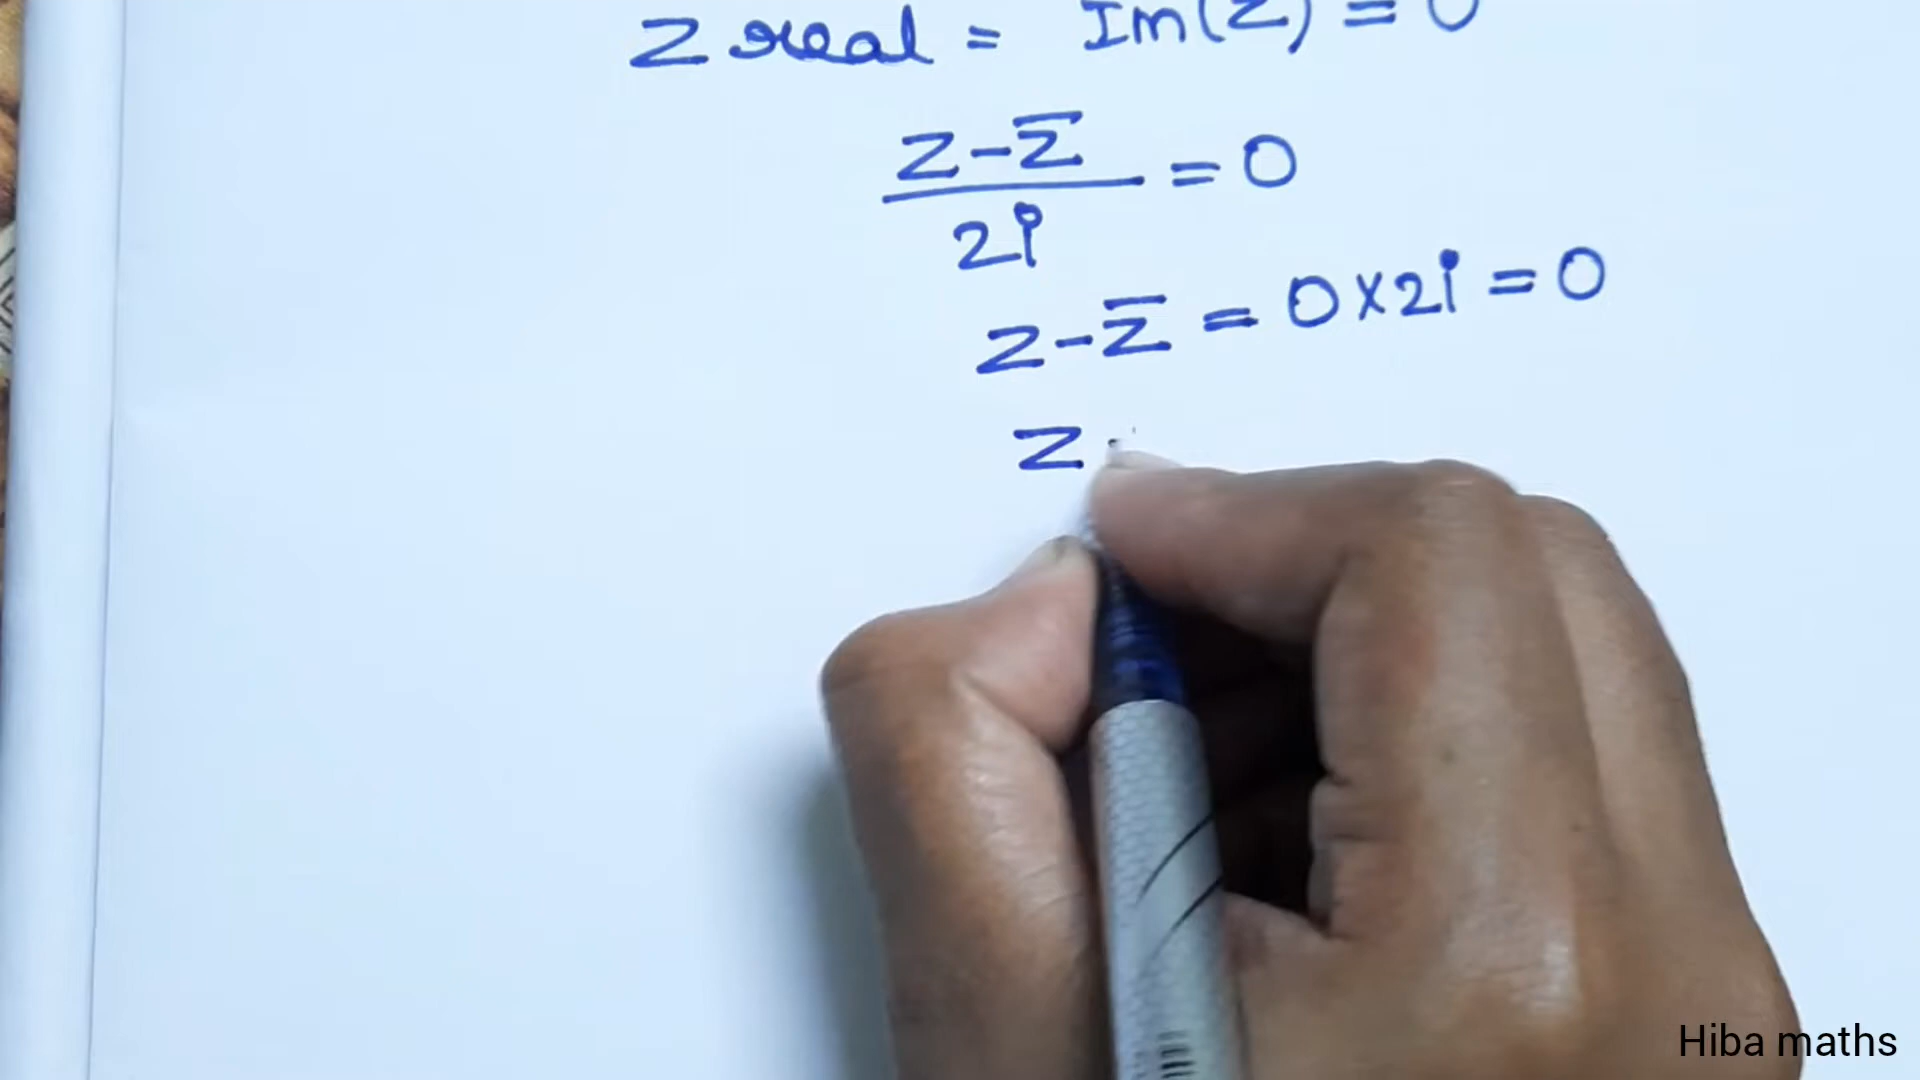 Z real = Im(Z) = 0
Z - Z̅ / 2i = 0
Z - Z̅ = 0 × 2i = 0
Z
Hiba maths